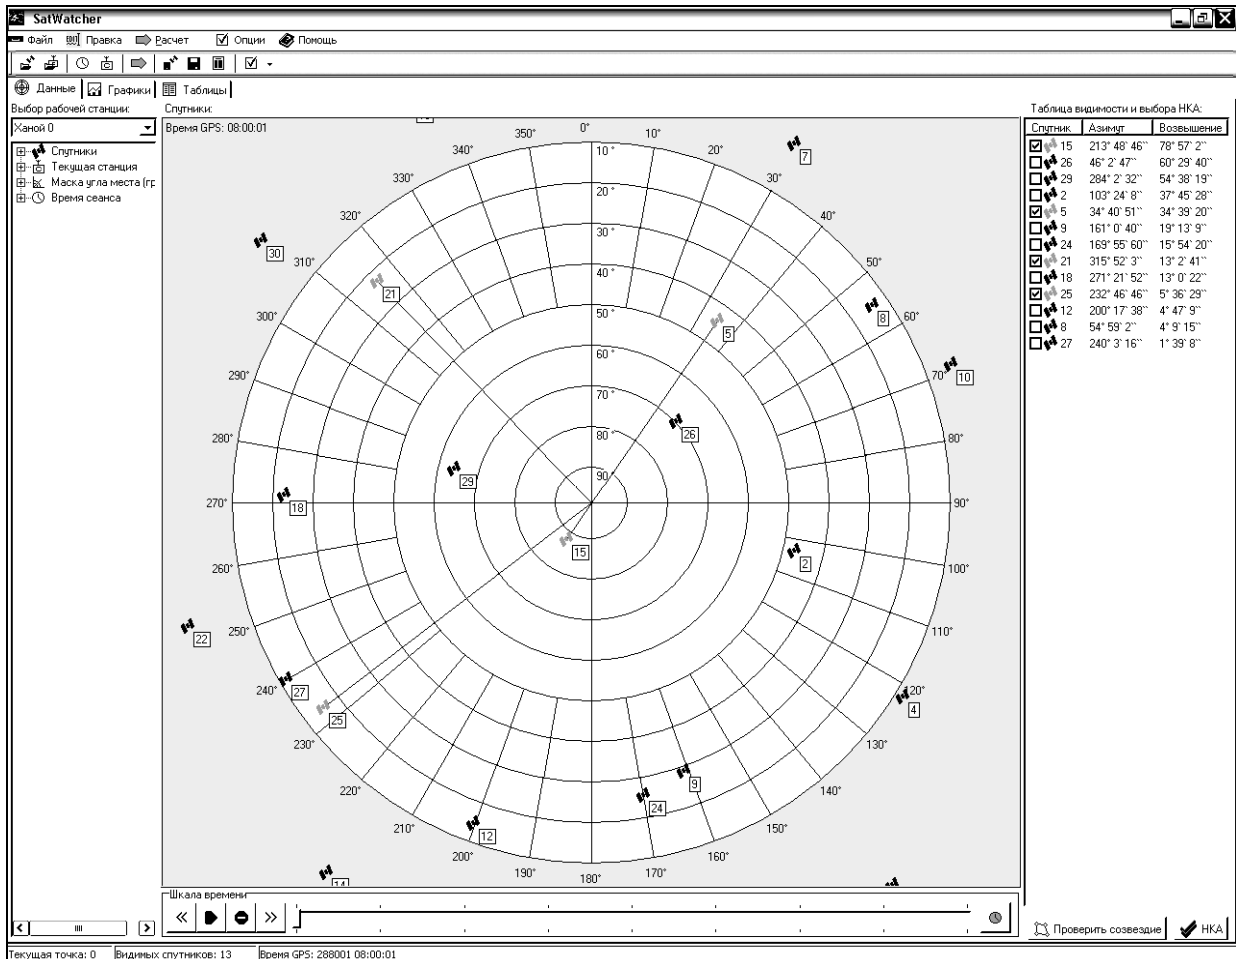 SatWatcher
Файл Правка Расчет Опции Помощь
Данные Графики Таблицы
Выбор рабочей станции:
Ханой 0
Спутники
Текущая станция
Маска угла места (гр
Время сеанса
Спутники:
Время GPS: 08:00:01
0°
350° 10°
340° 20°
330° 30°
320° 40°
310° 50°
300° 60°
290° 70°
280° 80°
270° 90°
260° 100°
250° 110°
240° 120°
230° 130°
220° 140°
210° 150°
200° 160°
190° 170°
180°
10°
20°
30°
40°
50°
60°
70°
80°
90°
7
30
21
8
5
10
26
29
18
15
2
22
27
25
4
9
24
12
14
Таблица видимости и выбора НКА:
Спутник Азимут Возвышение
15 213° 48` 46`` 78° 57` 2``
26 46° 2` 47`` 60° 29` 40``
29 284° 2` 32`` 54° 38` 19``
2 103° 24` 8`` 37° 45` 28``
5 34° 40` 51`` 34° 39` 20``
9 161° 0` 40`` 19° 13` 9``
24 169° 55` 60`` 15° 54` 20``
21 315° 52` 3`` 13° 2` 41``
18 271° 21` 52`` 13° 0` 22``
25 232° 46` 46`` 5° 36` 29``
12 200° 17` 38`` 4° 47` 9``
8 54° 59` 2`` 4° 9` 15``
27 240° 3` 16`` 1° 39` 8``
Шкала времени
Проверить созвездие НКА
Текущая точка: 0 Видимых спутников: 13 Время GPS: 288001 08:00:01